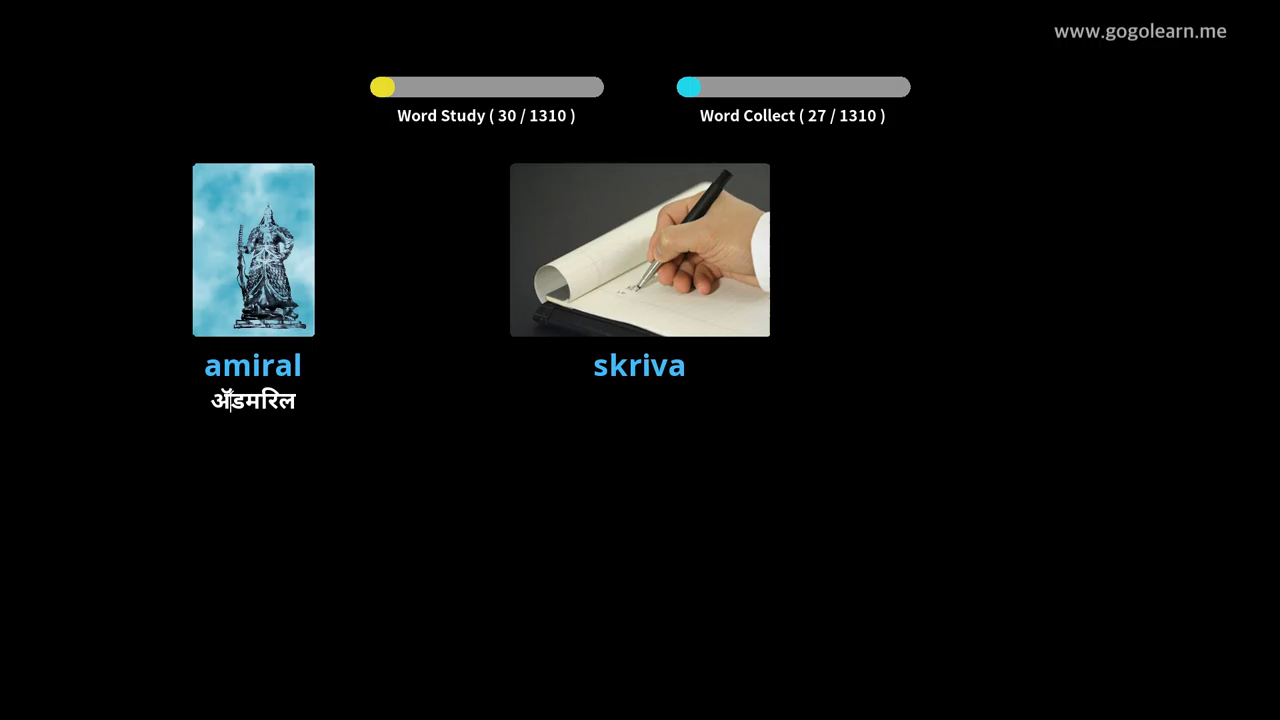 www.gogolearn.me
Word Study ( 30 / 1310 )
Word Collect ( 27 / 1310 )
amiral
skriva
ॲडमरिल